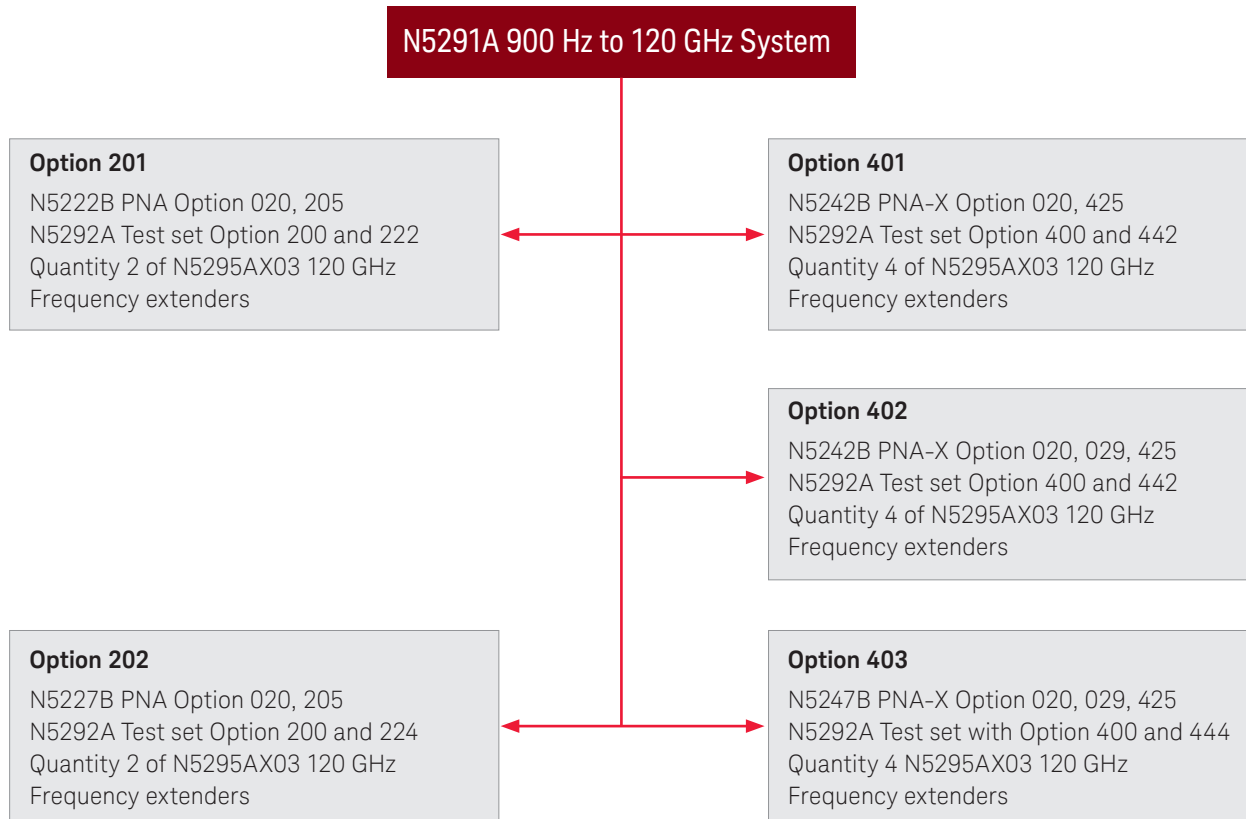 N5291A 900 Hz to 120 GHz System
Option 201
N5222B PNA Option 020, 205
N5292A Test set Option 200 and 222
Quantity 2 of N5295AX03 120 GHz
Frequency extenders
Option 401
N5242B PNA-X Option 020, 425
N5292A Test set Option 400 and 442
Quantity 4 of N5295AX03 120 GHz
Frequency extenders
Option 402
N5242B PNA-X Option 020, 029, 425
N5292A Test set Option 400 and 442
Quantity 4 of N5295AX03 120 GHz
Frequency extenders
Option 202
N5227B PNA Option 020, 205
N5292A Test set Option 200 and 224
Quantity 2 of N5295AX03 120 GHz
Frequency extenders
Option 403
N5247B PNA-X Option 020, 029, 425
N5292A Test set with Option 400 and 444
Quantity 4 N5295AX03 120 GHz
Frequency extenders